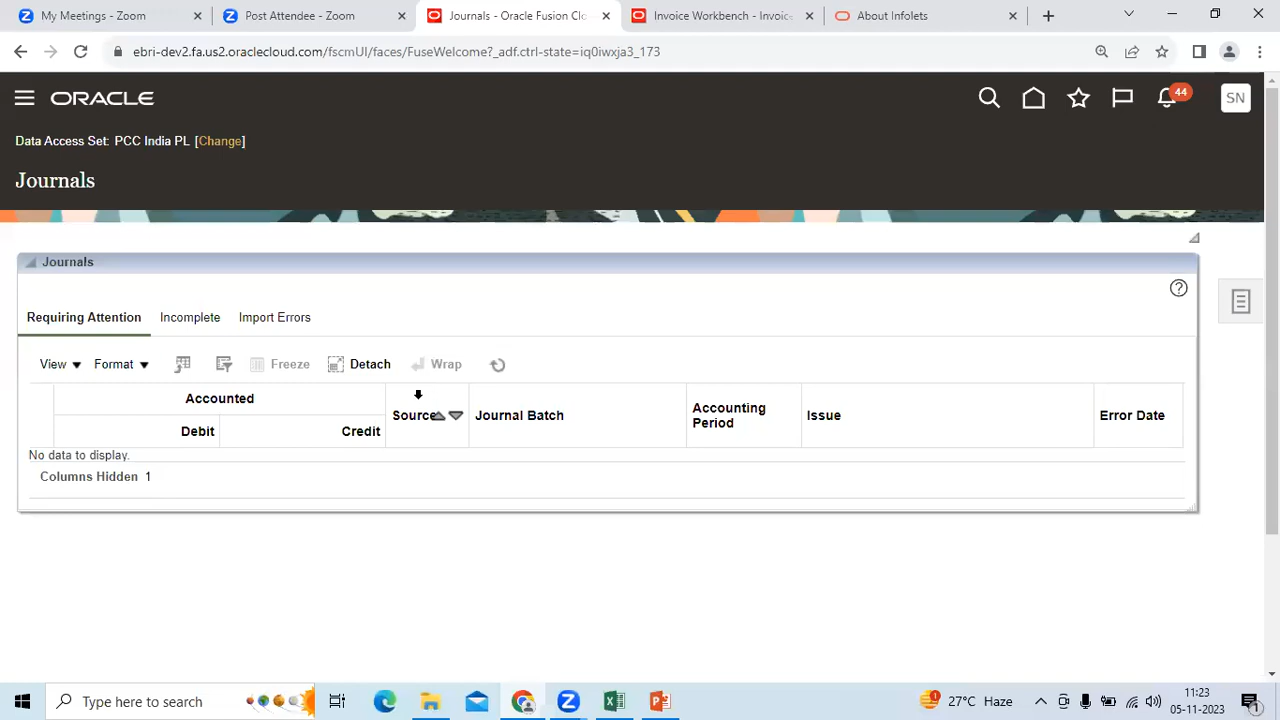 My Meetings - Zoom
Post Attendee - Zoom
Journals - Oracle Fusion Clo
Invoice Workbench - Invoice
About Infolets
ebri-dev2.fa.us2.oraclecloud.com/fscmUI/faces/FuseWelcome?_adf.ctrl-state=iq0iwxja3_173
ORACLE
44
SN
Data Access Set: PCC India PL [Change]
Journals
Journals
Requiring Attention
Incomplete
Import Errors
View
Format
Freeze
Detach
Wrap
Accounted
Debit
Credit
Source
Journal Batch
Accounting
Period
Issue
Error Date
No data to display.
Columns Hidden 1
Type here to search
27°C Haze
11:23
05-11-2023
1